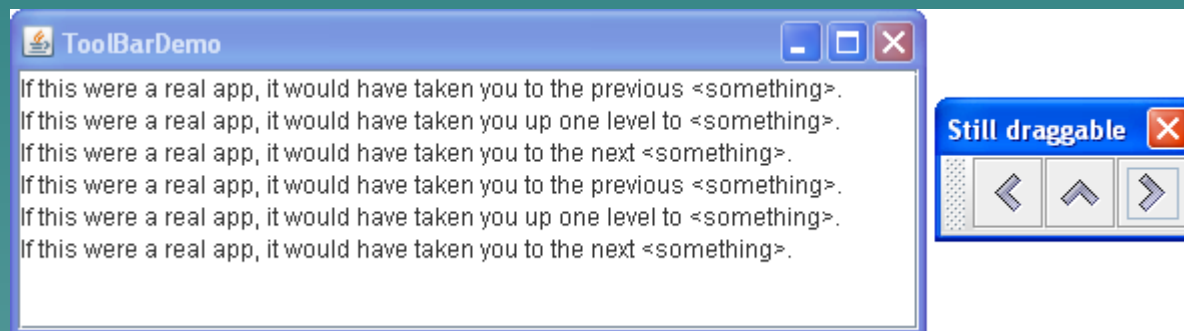 ToolBarDemo
If this were a real app, it would have taken you to the previous <something>.
If this were a real app, it would have taken you up one level to <something>.
If this were a real app, it would have taken you to the next <something>.
If this were a real app, it would have taken you to the previous <something>.
If this were a real app, it would have taken you up one level to <something>.
If this were a real app, it would have taken you to the next <something>.
Still draggable